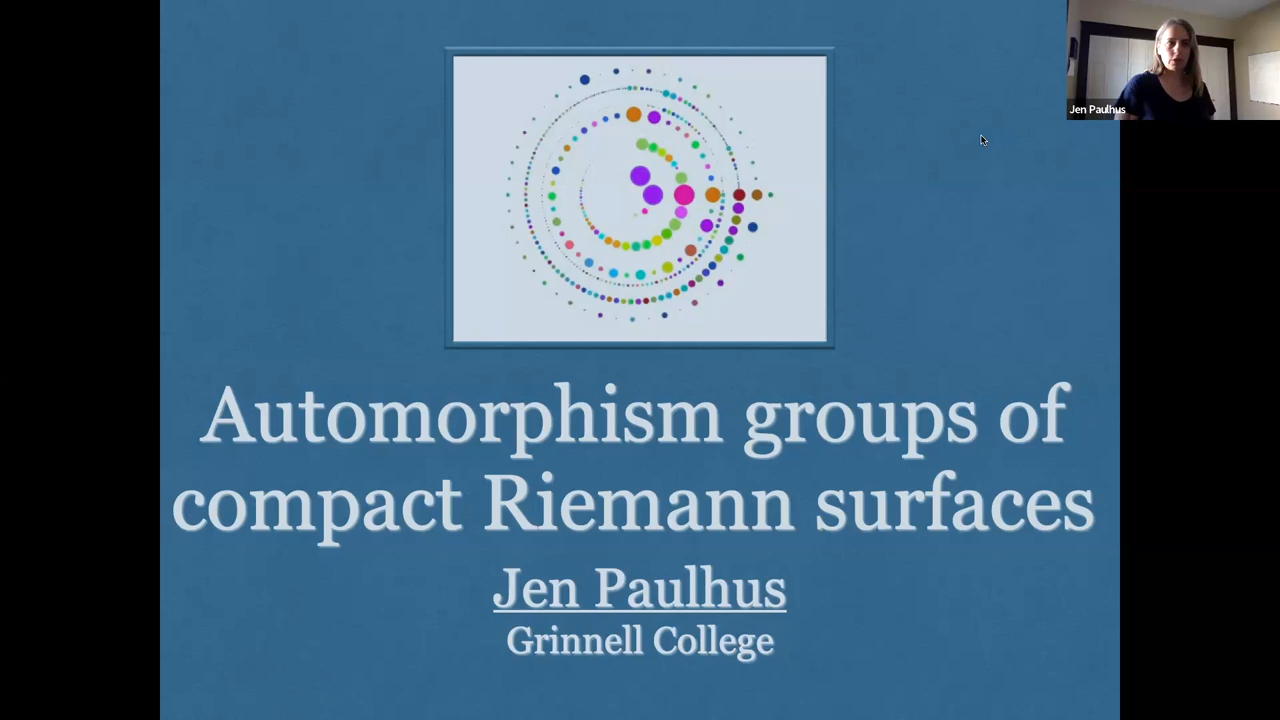 Jen Paulhus
Automorphism groups of
compact Riemann surfaces
Jen Paulhus
Grinnell College